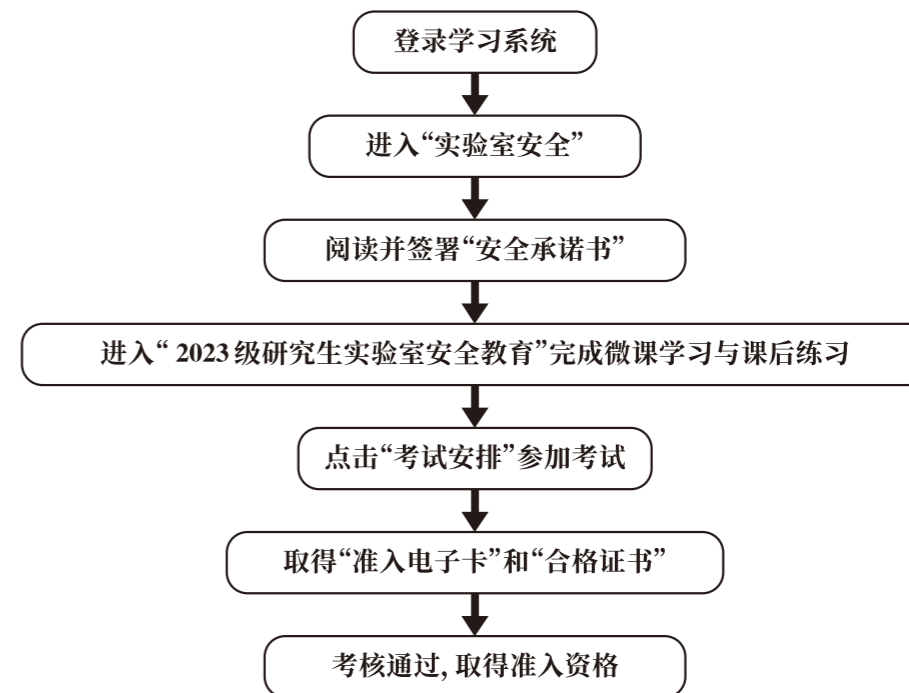 登录学习系统
进入“实验室安全”
阅读并签署“安全承诺书”
进入“ 2023级研究生实验室安全教育”完成微课学习与课后练习
点击“考试安排”参加考试
取得“准入电子卡”和“合格证书”
考核通过, 取得准入资格